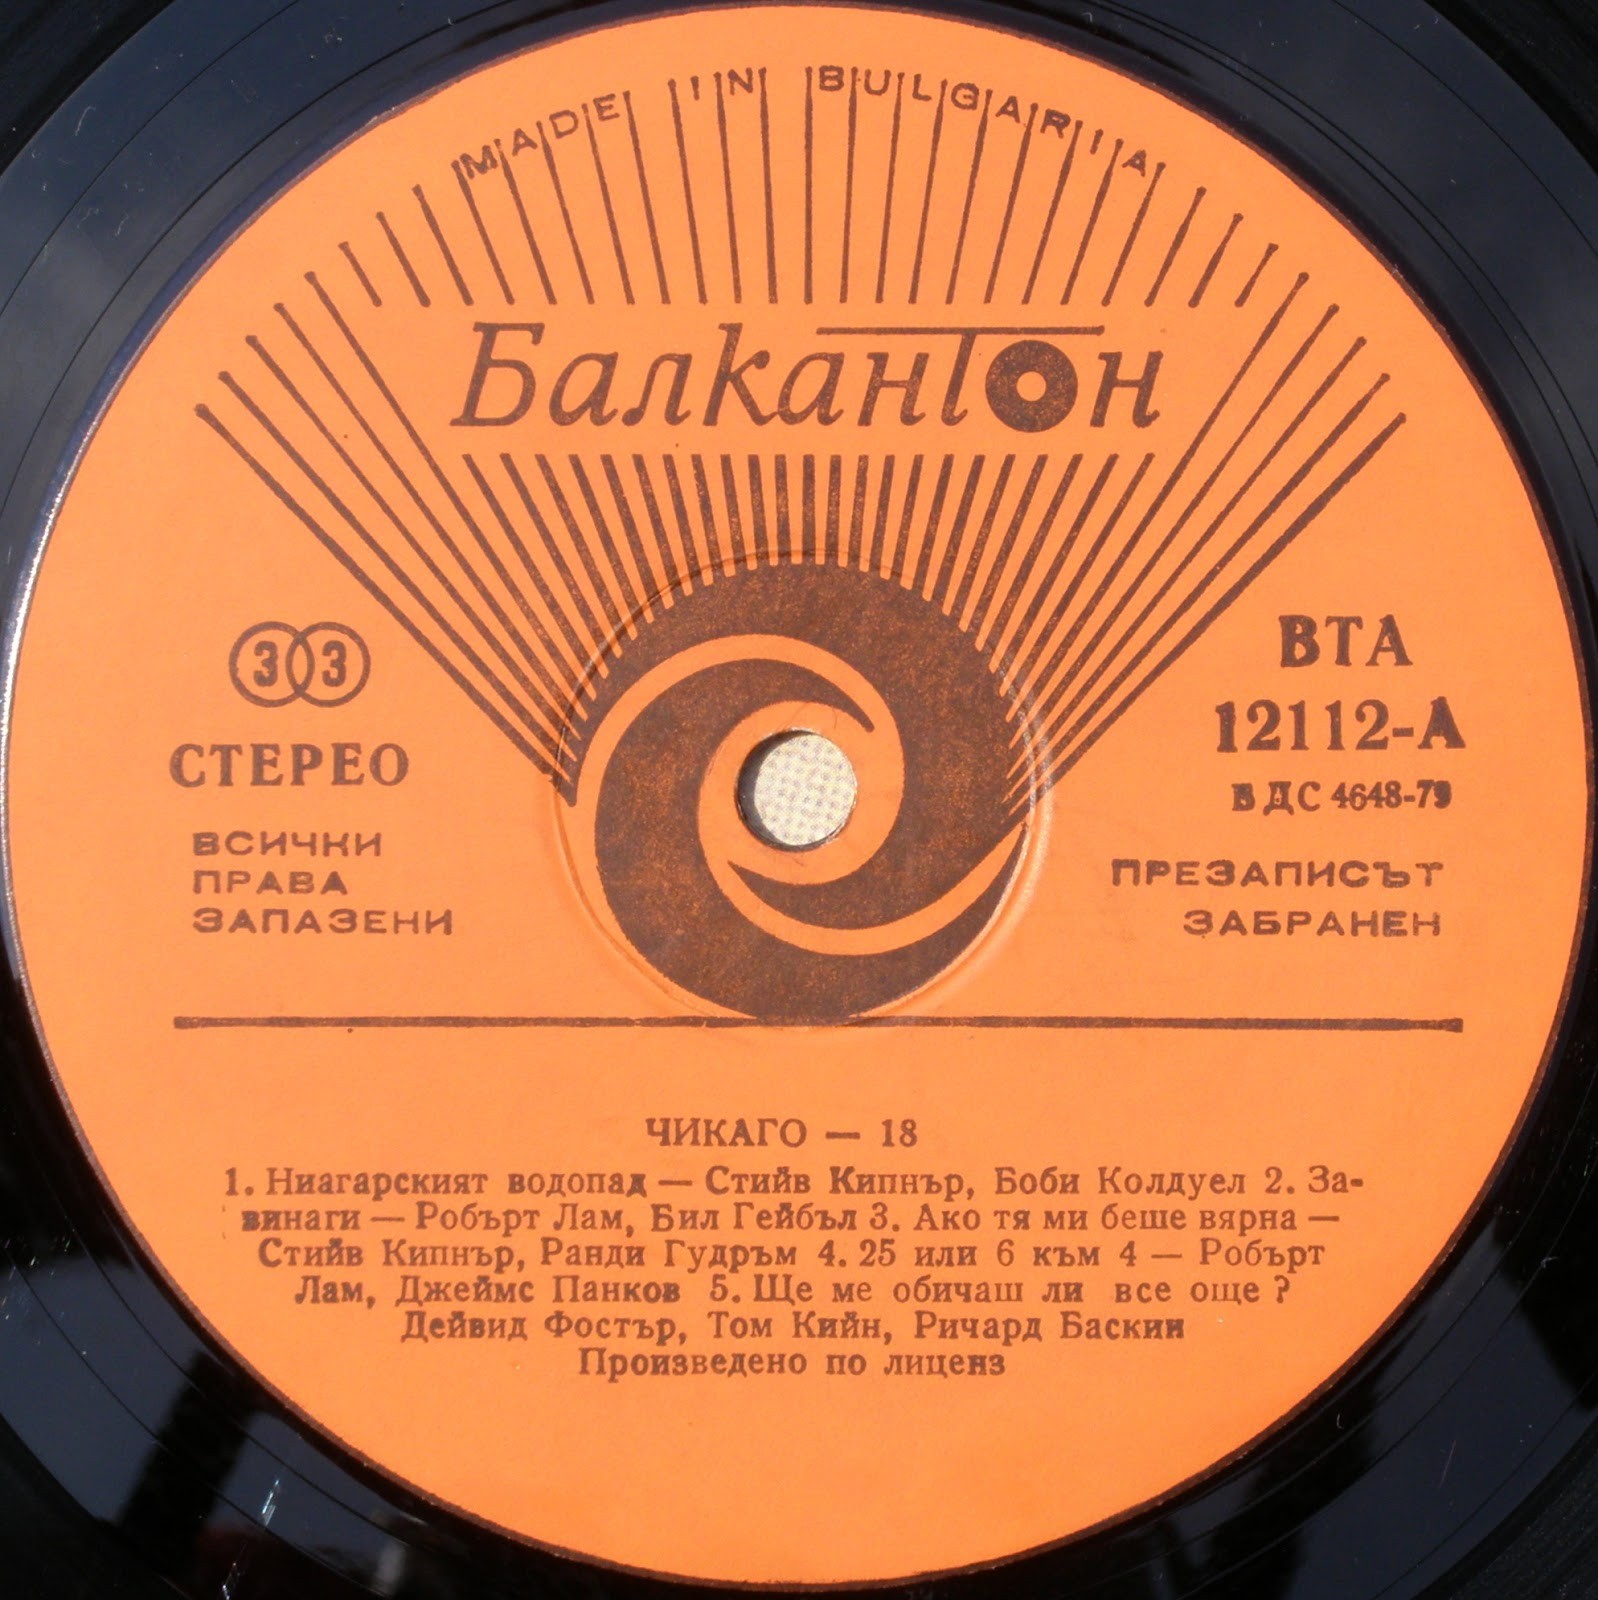 MADE IN BULGARIA
Балкантон
33
СТЕРЕО
ВСИЧКИ
ПРАВА
ЗАПАЗЕНИ
ВТА
12112-А
БДС 4648-79
ПРЕЗАПИСЪТ
ЗАБРАНЕН
ЧИКАГО — 18
1. Ниагарският водопад — Стийв Кипнър, Боби Колдуел 2. За-
винаги — Робърт Лам, Бил Гейбъл 3. Ако тя ми беше вярна —
Стийв Кипнър, Ранди Гудръм 4. 25 или 6 към 4 — Робърт
Лам, Джеймс Панков 5. Ще ме обичаш ли все още ?
Дейвид Фостър, Том Кийн, Ричард Баскин
Произведено по лиценз